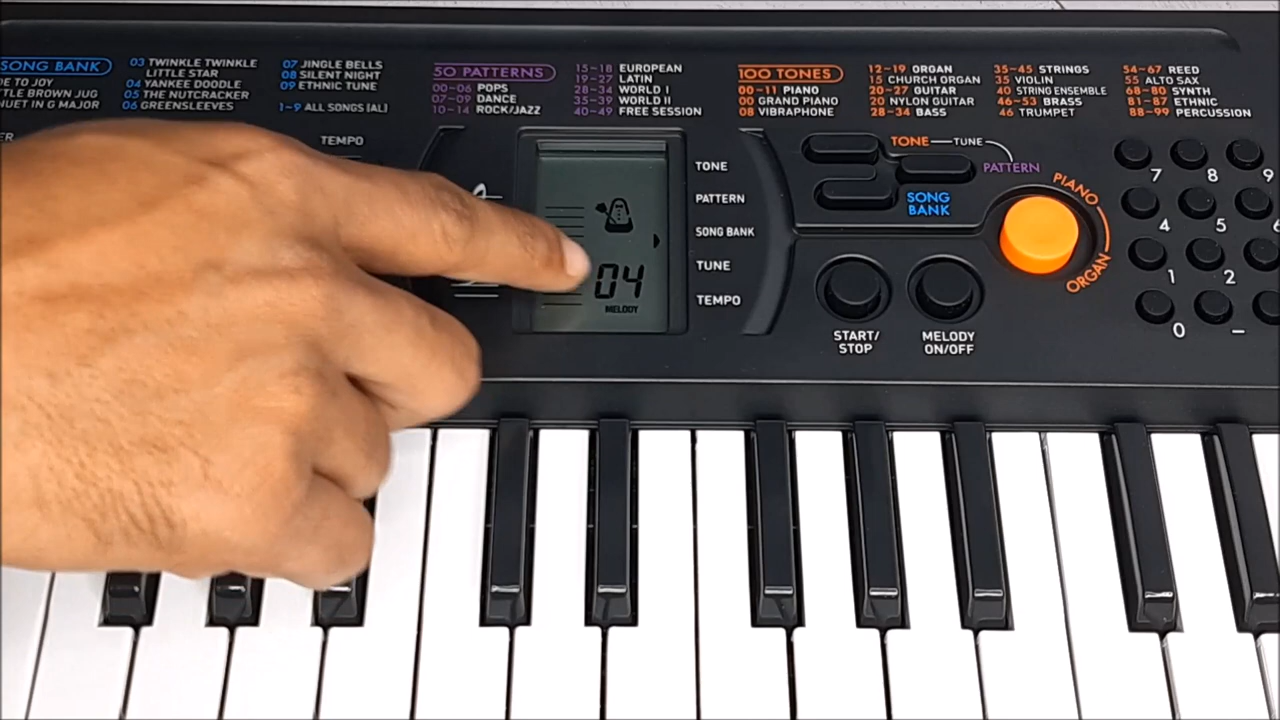 SONG BANK
DE TO JOY
TTLE BROWN JUG
NUET IN G MAJOR
03 TWINKLE TWINKLE
LITTLE STAR
04 YANKEE DOODLE
05 THE NUTCRACKER
06 GREENSLEEVES
07 JINGLE BELLS
08 SILENT NIGHT
09 ETHNIC TUNE
1~9 ALL SONGS (AL)
50 PATTERNS
00–06 POPS
07–09 DANCE
10–14 ROCK/JAZZ
15–18 EUROPEAN
19–27 LATIN
28–34 WORLD I
35–39 WORLD II
40–49 FREE SESSION
100 TONES
00–11 PIANO
00 GRAND PIANO
08 VIBRAPHONE
12–19 ORGAN
15 CHURCH ORGAN
20–27 GUITAR
20 NYLON GUITAR
28–34 BASS
35–45 STRINGS
35 VIOLIN
40 STRING ENSEMBLE
46–53 BRASS
46 TRUMPET
54–67 REED
55 ALTO SAX
68–80 SYNTH
81–87 ETHNIC
88–99 PERCUSSION
ER
TEMPO
TONE
PATTERN
SONG BANK
TUNE
TEMPO
04
MELODY
TONE
TUNE
PATTERN
SONG
BANK
PIANO
ORGAN
START/
STOP
MELODY
ON/OFF
7 8 9
4 5 6
1 2
0 –